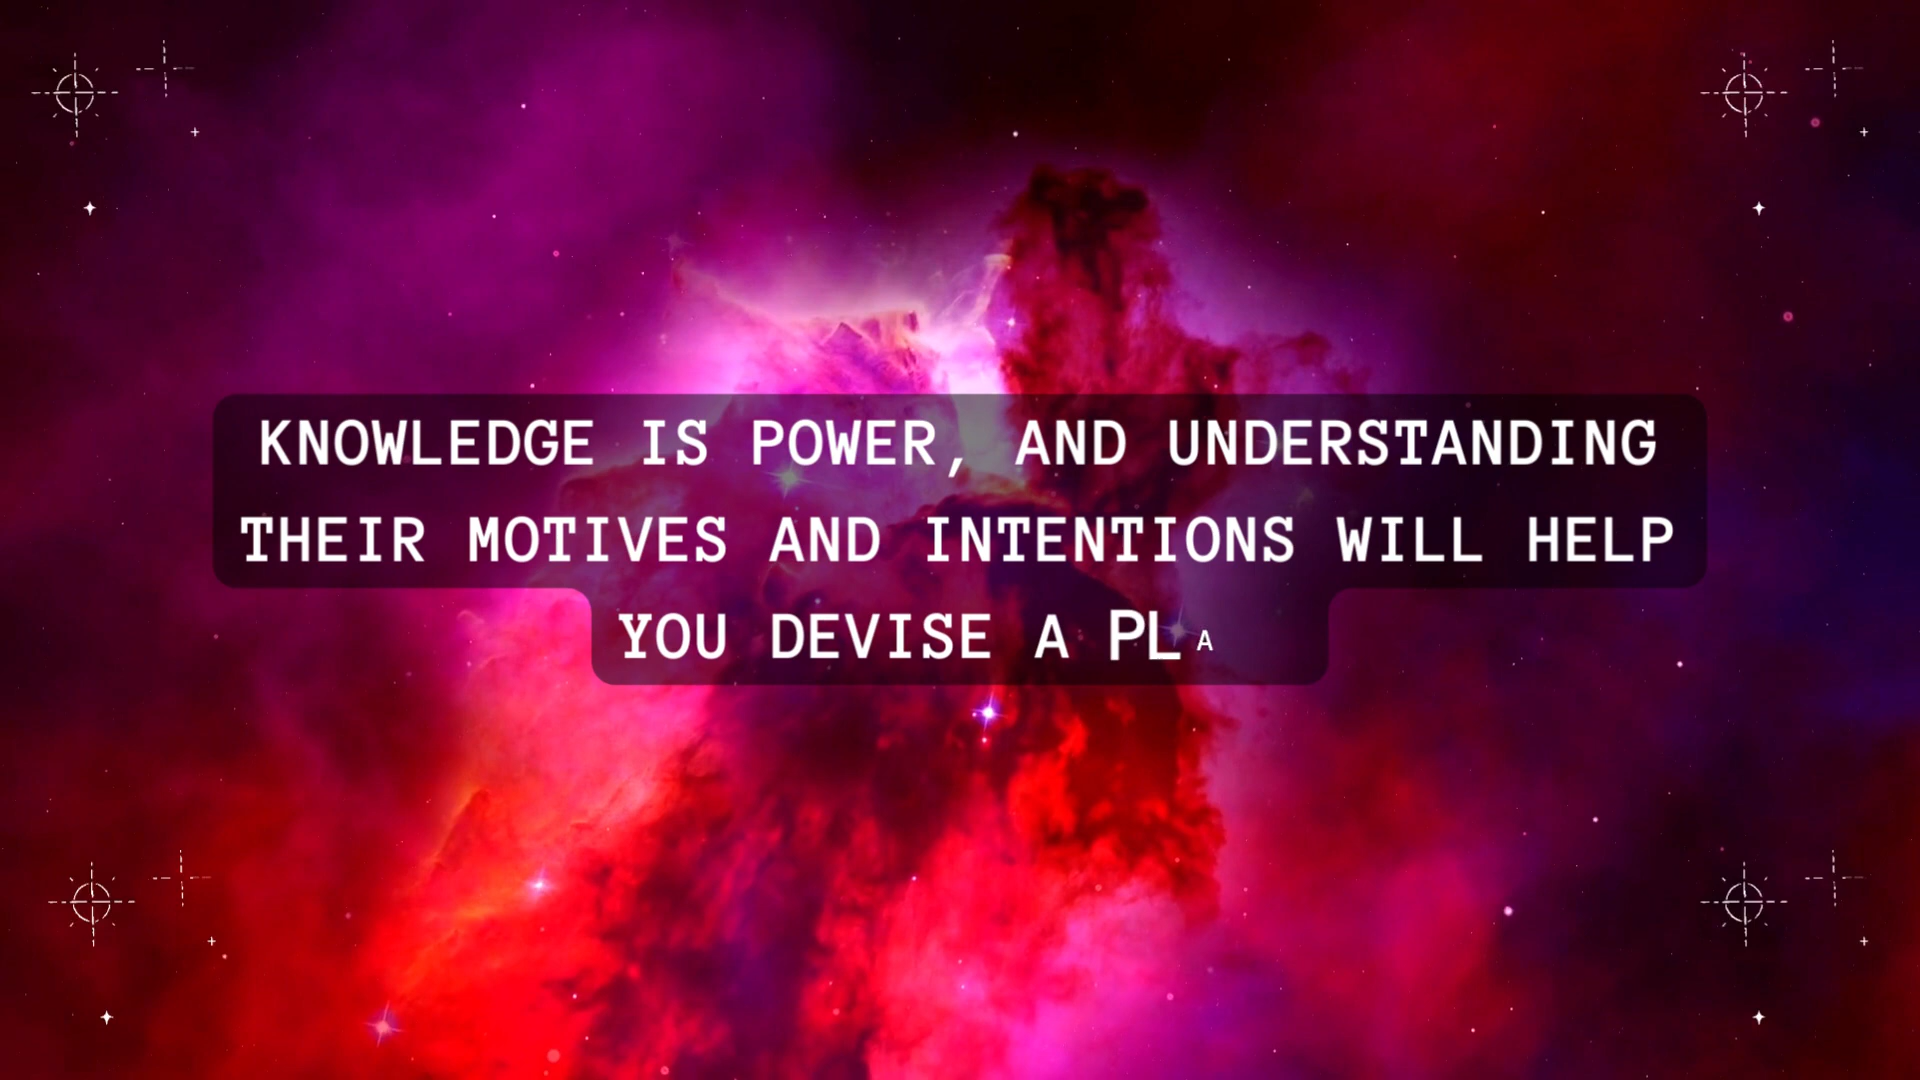 KNOWLEDGE IS POWER, AND UNDERSTANDING
THEIR MOTIVES AND INTENTIONS WILL HELP
YOU DEVISE A PLA